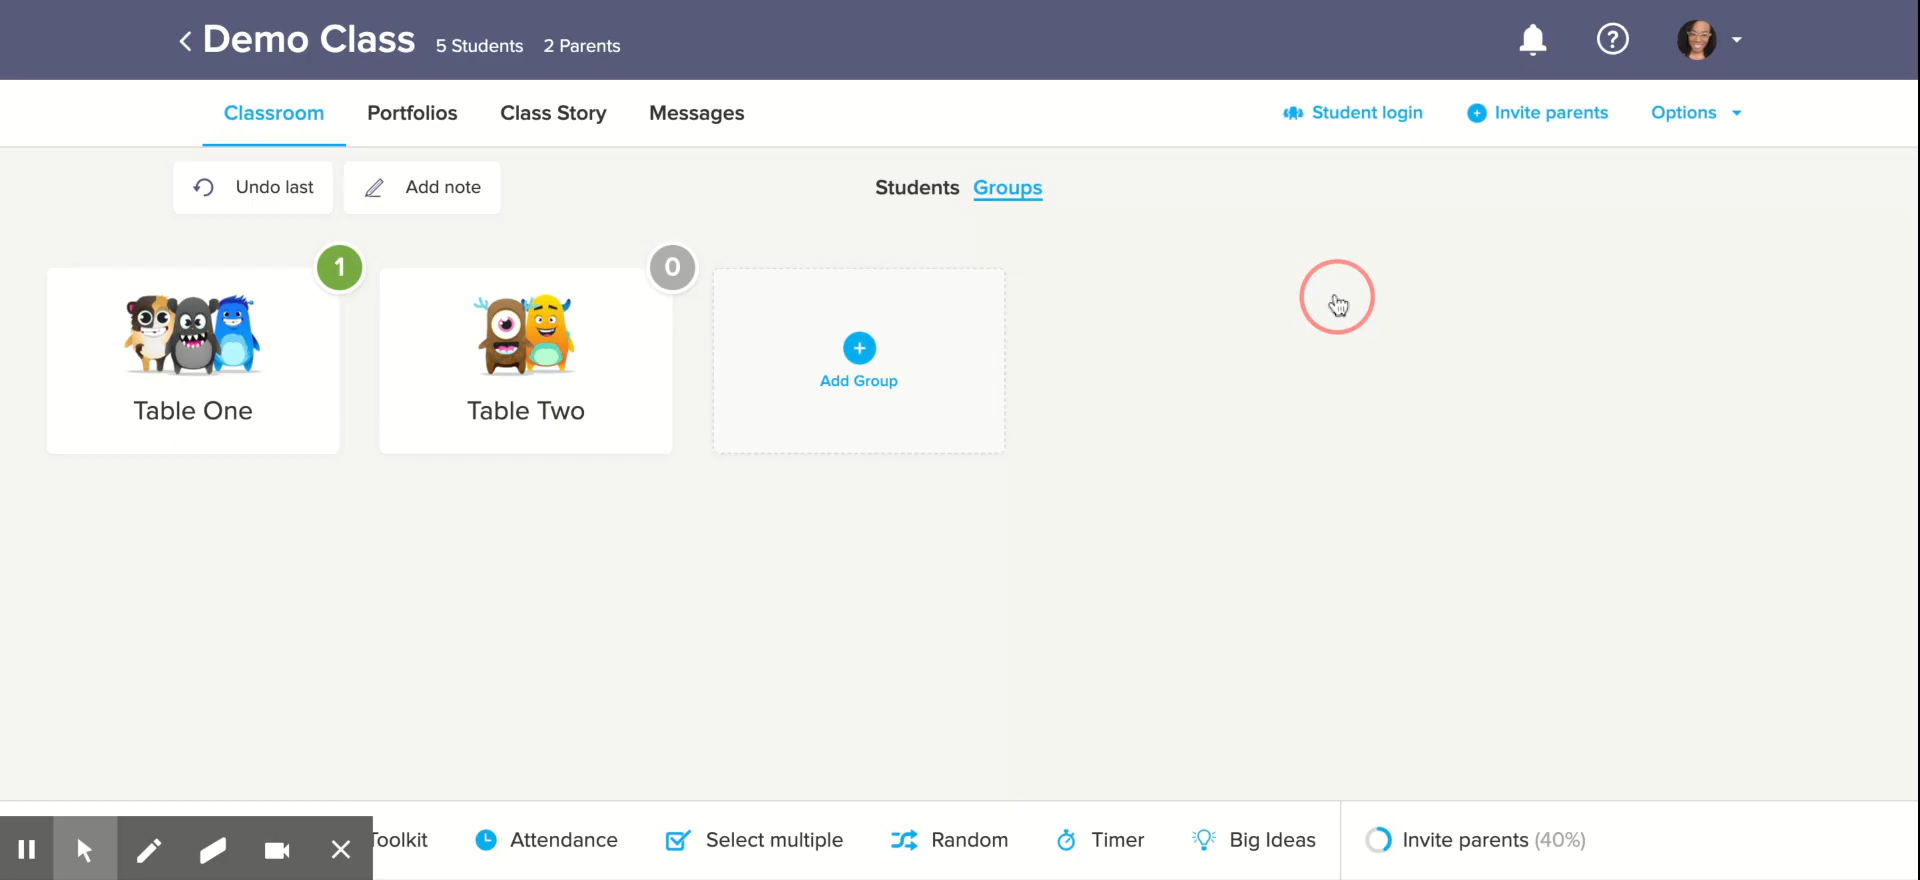 Demo Class 5 Students 2 Parents
Classroom Portfolios Class Story Messages Student login Invite parents Options
Undo last Add note Students Groups
1 0
Add Group
Table One Table Two
Toolkit Attendance Select multiple Random Timer Big Ideas Invite parents (40%)